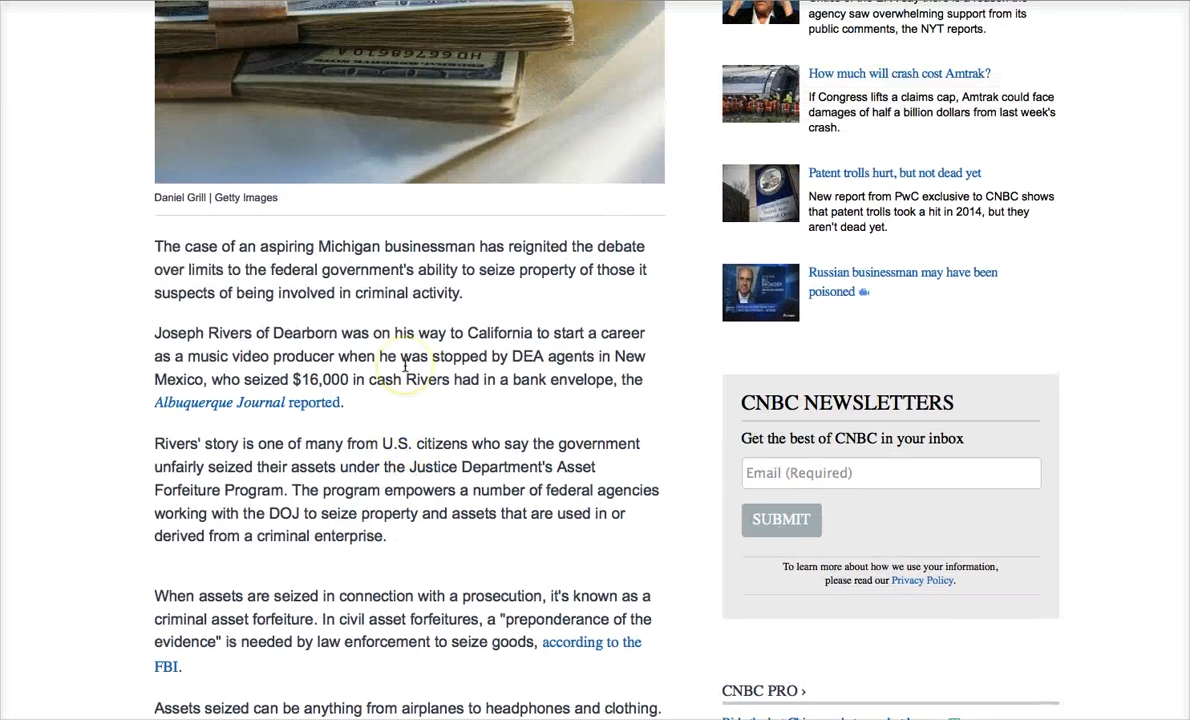 HD 66768945
Daniel Grill | Getty Images
The case of an aspiring Michigan businessman has reignited the debate
over limits to the federal government's ability to seize property of those it
suspects of being involved in criminal activity.
Joseph Rivers of Dearborn was on his way to California to start a career
as a music video producer when he was stopped by DEA agents in New
Mexico, who seized $16,000 in cash Rivers had in a bank envelope, the
Albuquerque Journal reported.
Rivers' story is one of many from U.S. citizens who say the government
unfairly seized their assets under the Justice Department's Asset
Forfeiture Program. The program empowers a number of federal agencies
working with the DOJ to seize property and assets that are used in or
derived from a criminal enterprise.
When assets are seized in connection with a prosecution, it's known as a
criminal asset forfeiture. In civil asset forfeitures, a "preponderance of the
evidence" is needed by law enforcement to seize goods, according to the
FBI.
Assets seized can be anything from airplanes to headphones and clothing.
agency saw overwhelming support from its
public comments, the NYT reports.
How much will crash cost Amtrak?
If Congress lifts a claims cap, Amtrak could face
damages of half a billion dollars from last week's
crash.
Patent trolls hurt, but not dead yet
New report from PwC exclusive to CNBC shows
that patent trolls took a hit in 2014, but they
aren't dead yet.
Russian businessman may have been
poisoned
CNBC NEWSLETTERS
Get the best of CNBC in your inbox
Email (Required)
SUBMIT
To learn more about how we use your information,
please read our Privacy Policy.
CNBC PRO ›